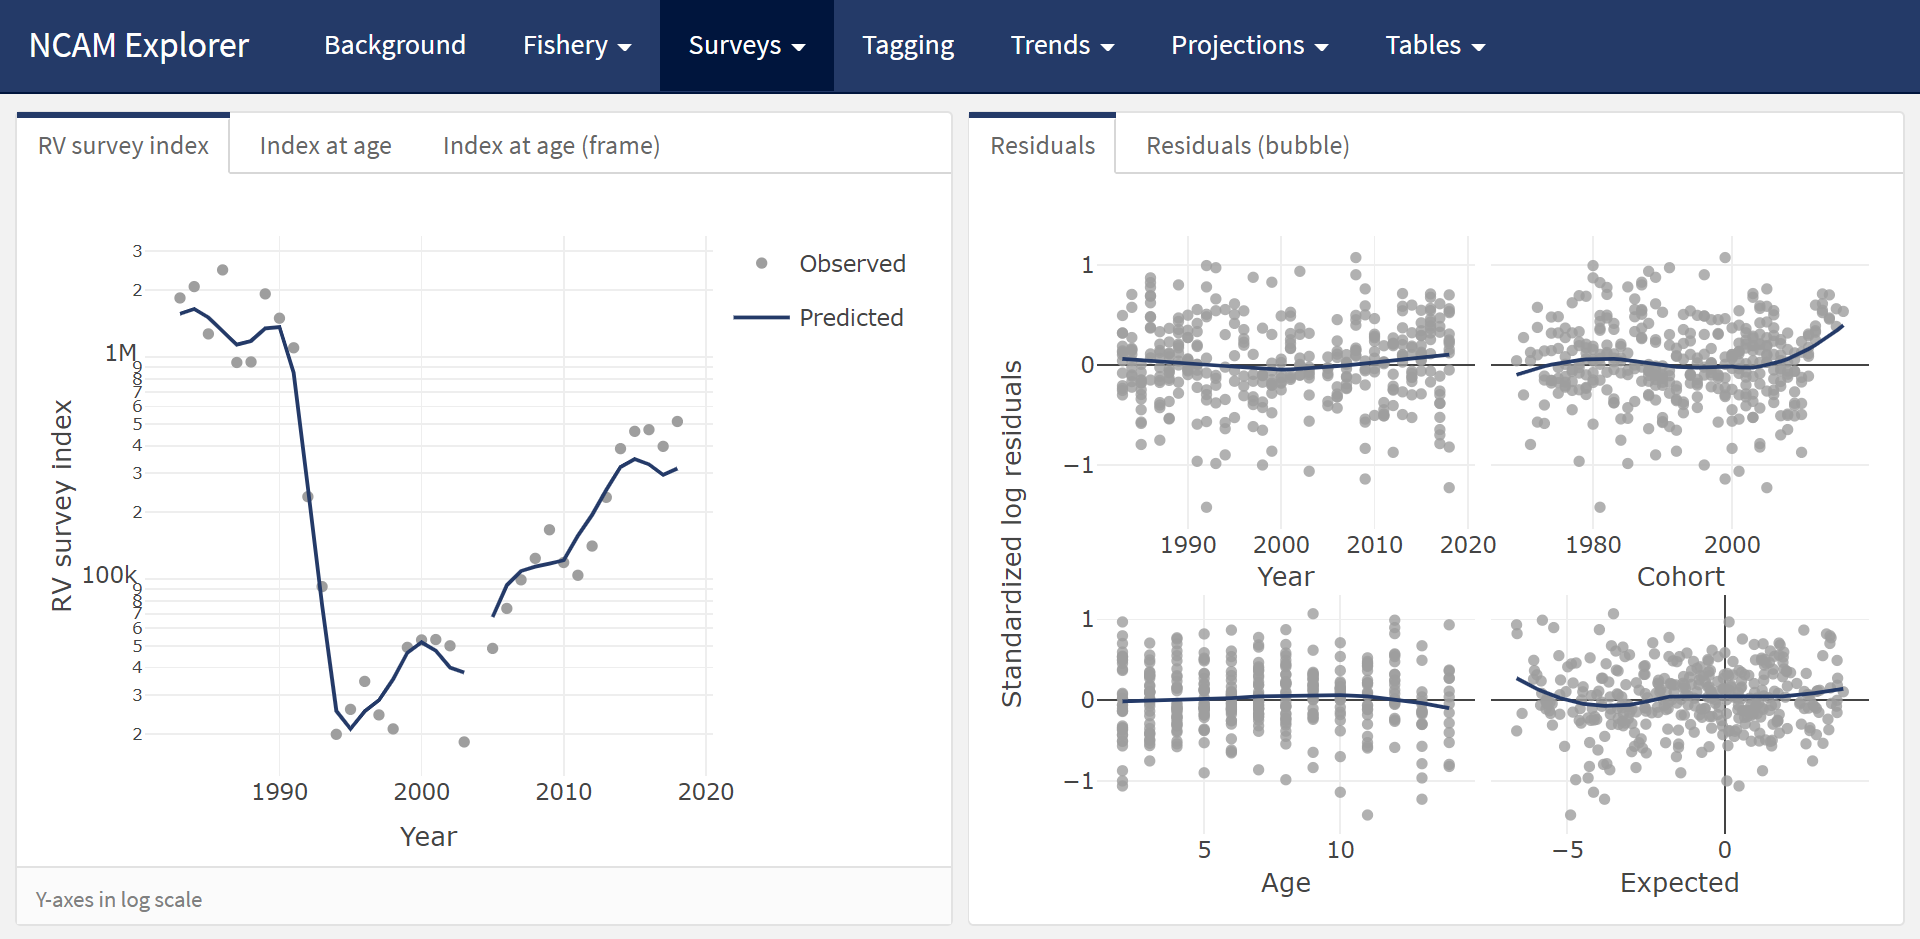 NCAM Explorer Background Fishery Surveys Tagging Trends Projections Tables
RV survey index Index at age Index at age (frame)
3
2
1M
9
8
7
6
5
4
3
2
100k
9
8
7
6
5
4
3
2
RV survey index
1990 2000 2010 2020
Year
Observed
Predicted
Y-axes in log scale
Residuals Residuals (bubble)
Standardized log residuals
1
0
−1
1990 2000 2010 2020
Year
1980 2000
Cohort
1
0
−1
5 10
Age
−5 0
Expected